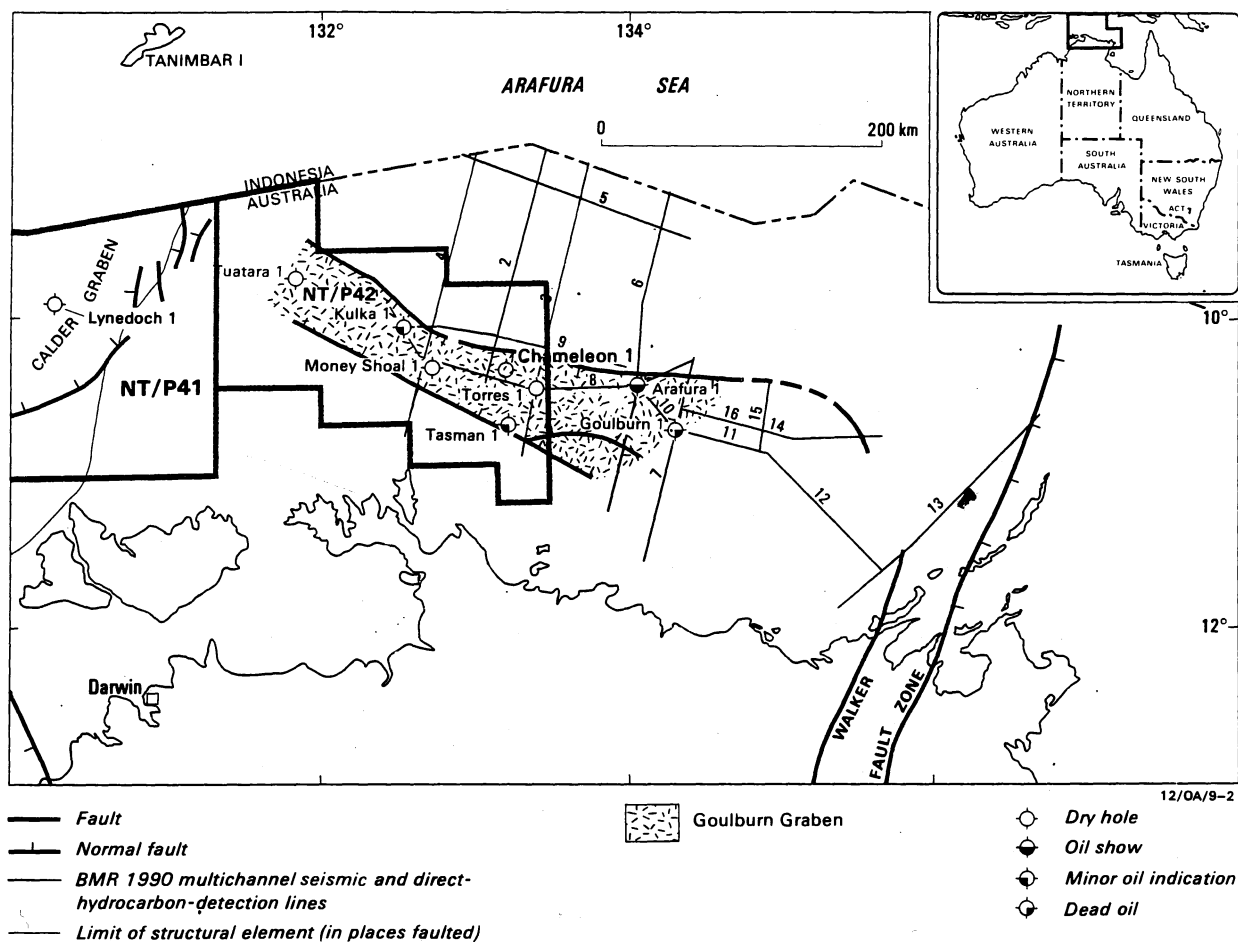 132°
134°
TANIMBAR I
ARAFURA SEA
0
200 km
INDONESIA
AUSTRALIA
5
4
2
3
6
CALDER GRABEN
uatara 1
NT/P42
Lynedoch 1
Kulka 1
10°
9
Chameleon 1
Money Shoal 1
NT/P41
8
Torres 1
Arafura 1
10
16
15
14
Tasman 1
Goulburn 1
11
7
12
13
12°
Darwin
WALKER
FAULT ZONE
NORTHERN
TERRITORY
QUEENSLAND
WESTERN
AUSTRALIA
SOUTH
AUSTRALIA
NEW SOUTH
WALES
ACT
VICTORIA
TASMANIA
12/OA/9-2
Fault
Normal fault
BMR 1990 multichannel seismic and direct-
hydrocarbon-detection lines
Limit of structural element (in places faulted)
Goulburn Graben
Dry hole
Oil show
Minor oil indication
Dead oil